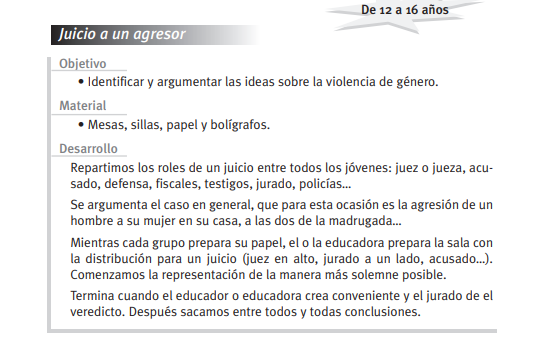 De 12 a 16 años
Juicio a un agresor
Objetivo
• Identificar y argumentar las ideas sobre la violencia de género.
Material
• Mesas, sillas, papel y bolígrafos.
Desarrollo
Repartimos los roles de un juicio entre todos los jóvenes: juez o jueza, acu-
sado, defensa, fiscales, testigos, jurado, policías...
Se argumenta el caso en general, que para esta ocasión es la agresión de un
hombre a su mujer en su casa, a las dos de la madrugada...
Mientras cada grupo prepara su papel, el o la educadora prepara la sala con
la distribución para un juicio (juez en alto, jurado a un lado, acusado...).
Comenzamos la representación de la manera más solemne posible.
Termina cuando el educador o educadora crea conveniente y el jurado de el
veredicto. Después sacamos entre todos y todas conclusiones.